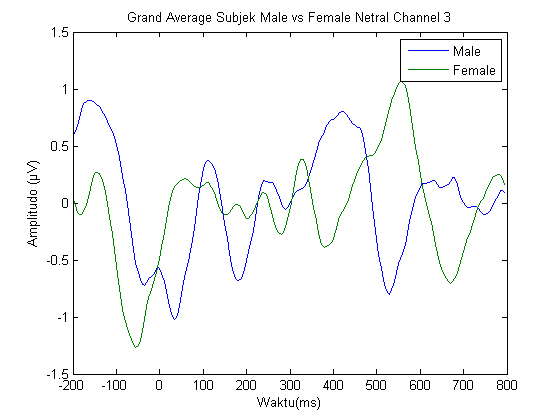 Grand Average Subjek Male vs Female Netral Channel 3
Male
Female
Amplitudo (µV)
1.5
1
0.5
0
-0.5
-1
-1.5
-200 -100 0 100 200 300 400 500 600 700 800
Waktu(ms)